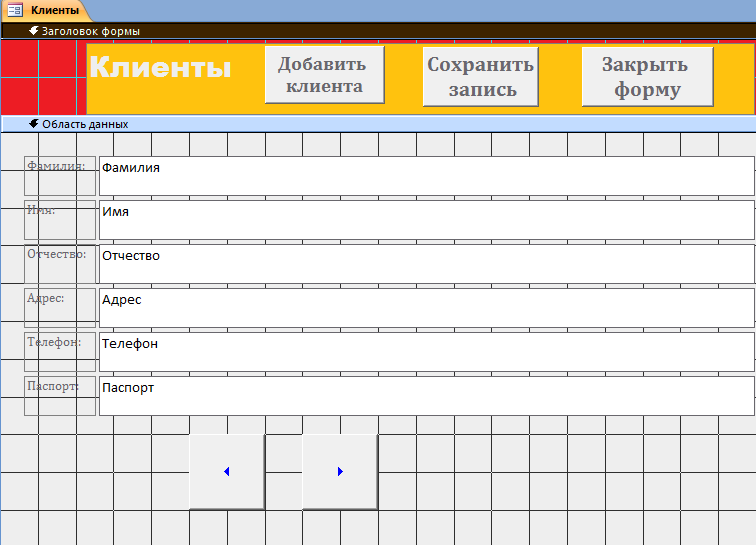 Клиенты
Заголовок формы
Клиенты
Добавить
клиента
Сохранить
запись
Закрыть
форму
Область данных
Фамилия: Фамилия
Имя: Имя
Отчество: Отчество
Адрес: Адрес
Телефон: Телефон
Паспорт: Паспорт